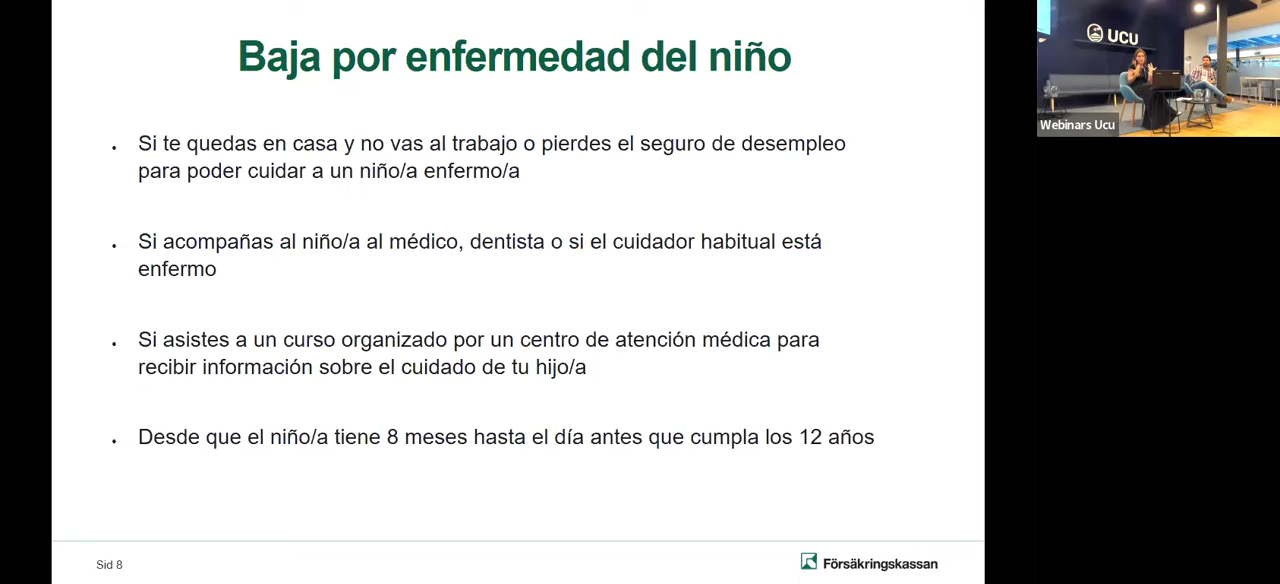 Baja por enfermedad del niño
Si te quedas en casa y no vas al trabajo o pierdes el seguro de desempleo
para poder cuidar a un niño/a enfermo/a
Si acompañas al niño/a al médico, dentista o si el cuidador habitual está
enfermo
Si asistes a un curso organizado por un centro de atención médica para
recibir información sobre el cuidado de tu hijo/a
Desde que el niño/a tiene 8 meses hasta el día antes que cumpla los 12 años
Sid 8
Försäkringskassan
UCU
Webinars Ucu